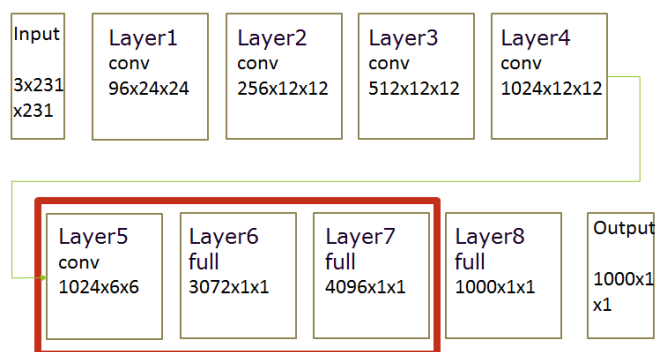 Input
3x231
x231
Layer1
conv
96x24x24
Layer2
conv
256x12x12
Layer3
conv
512x12x12
Layer4
conv
1024x12x12
Layer5
conv
1024x6x6
Layer6
full
3072x1x1
Layer7
full
4096x1x1
Layer8
full
1000x1x1
Output
1000x1
x1